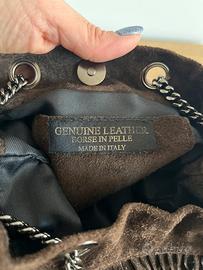 GENUINE LEATHER
BORSE IN PELLE
MADE IN ITALY